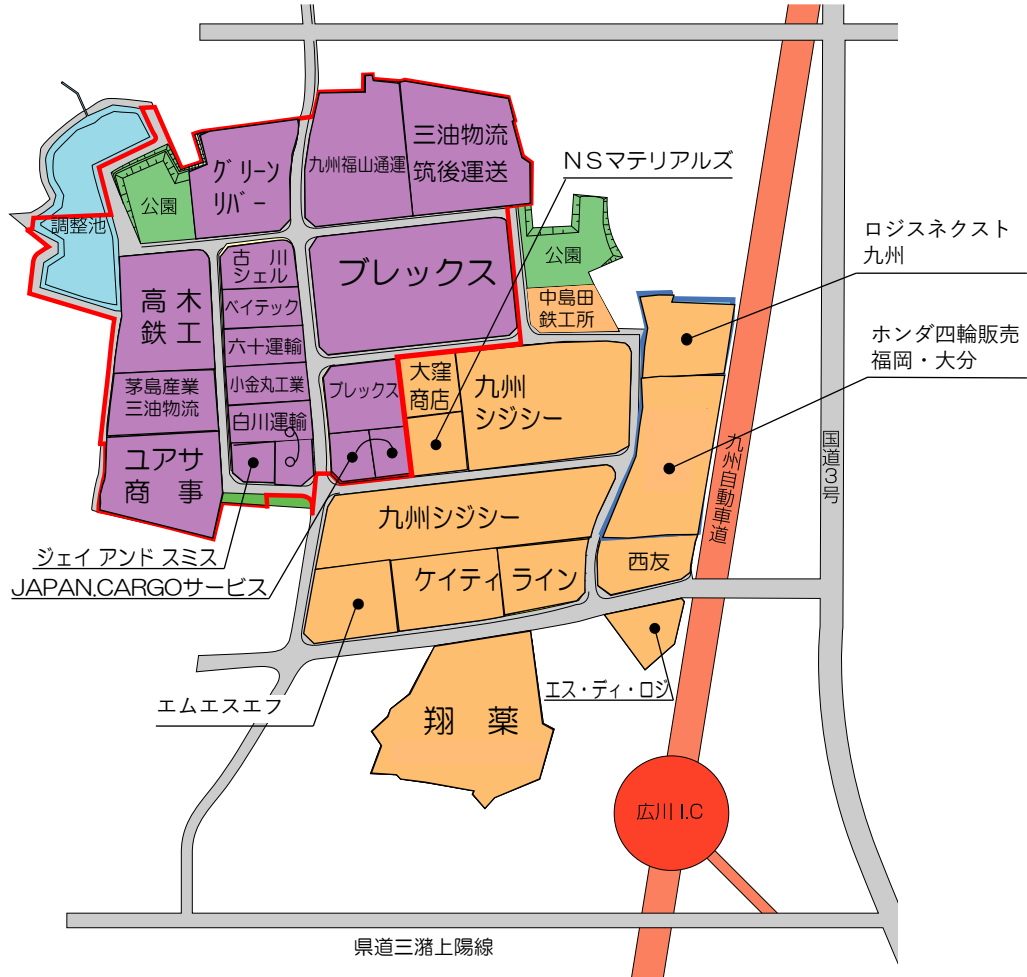 三油物流
筑後運送
九州福山通運
グリーン
リバー
NSマテリアルズ
公園
調整池
ロジスネクスト
九州
古川
シェル
ブレックス
公園
中島田
鉄工所
高木
鉄工
ベイテック
六十運輸
ホンダ四輪販売
福岡・大分
茅島産業
三油物流
小金丸工業
ブレックス
大窪
商店
九州
シジシー
白川運輸
国道3号
九州自動車道
ユアサ
商事
九州シジシー
ジェイ アンド スミス
JAPAN.CARGOサービス
ケイティ ライン
西友
エムエスエフ
エス・ディ・ロジ
翔薬
広川 I.C
県道三潴上陽線